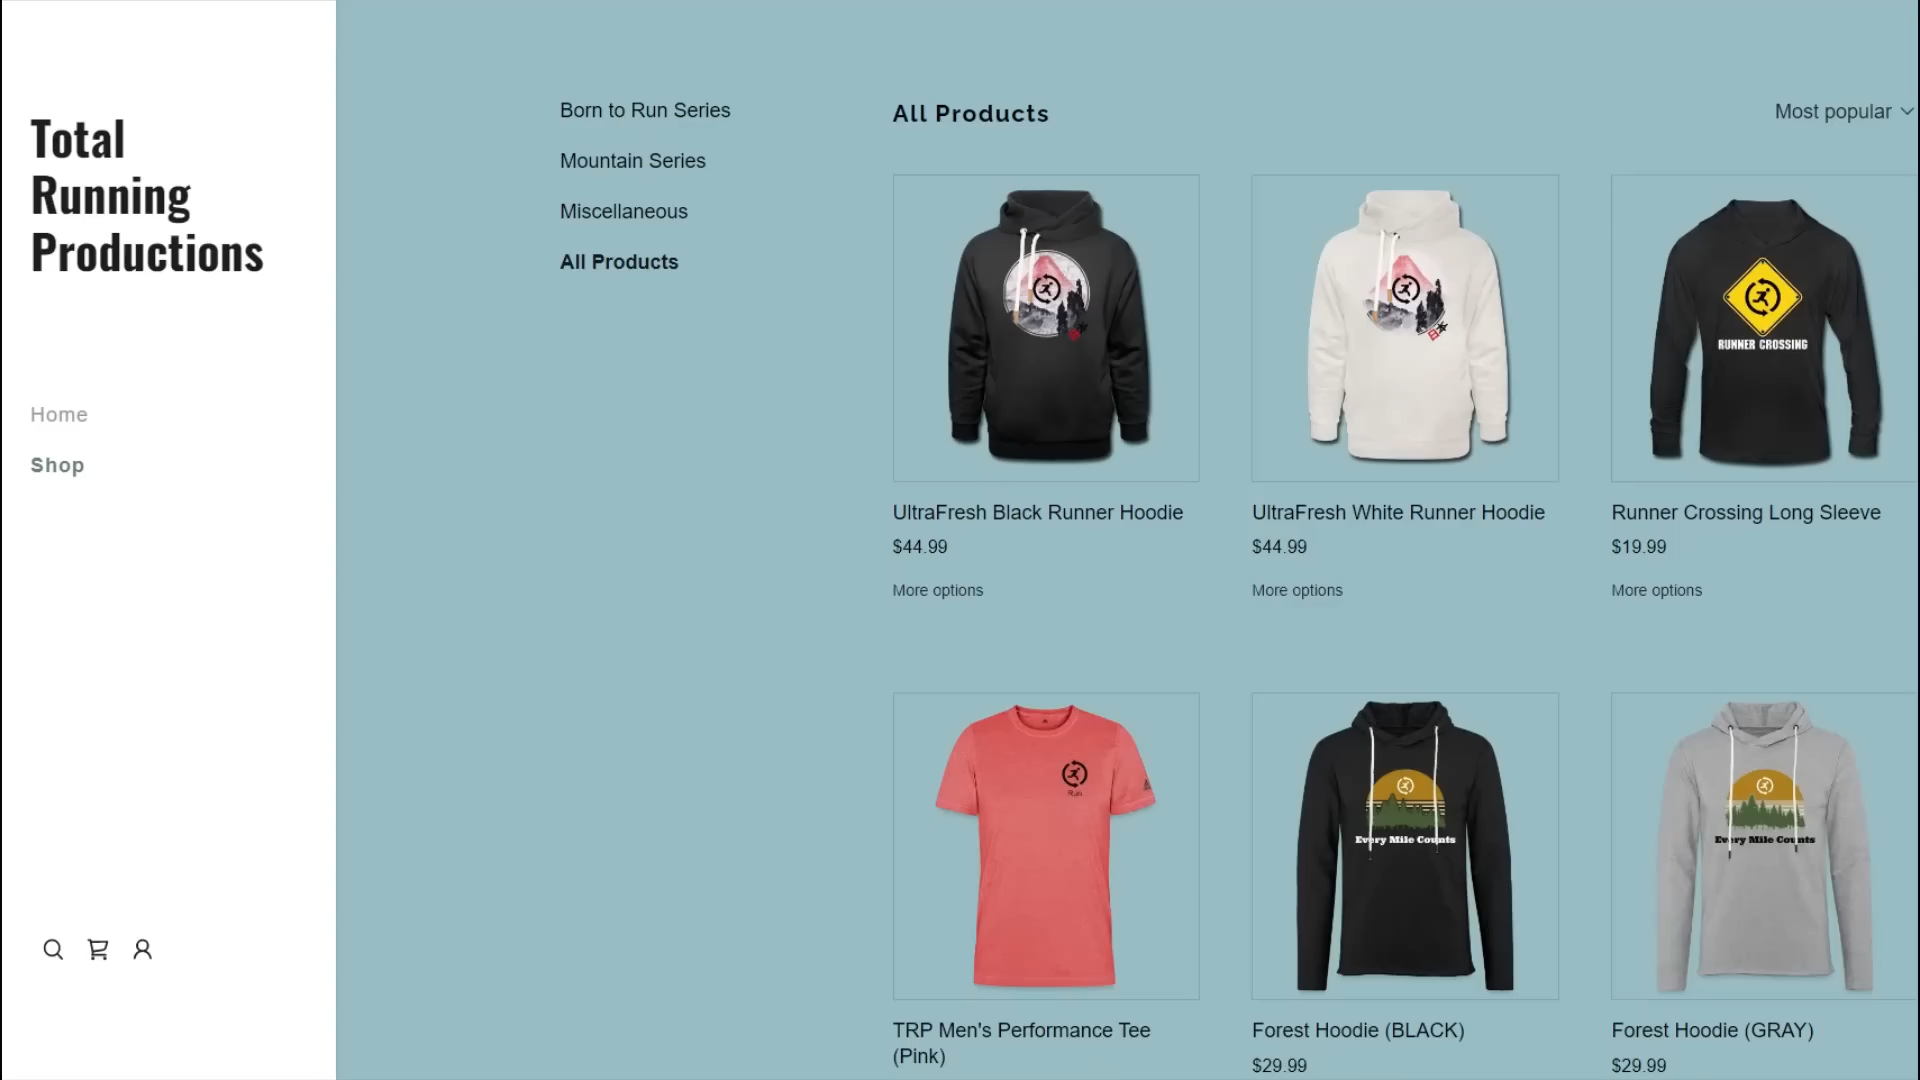 Total
Running
Productions
Home
Shop
Born to Run Series
Mountain Series
Miscellaneous
All Products
All Products
Most popular
RUNNER CROSSING
UltraFresh Black Runner Hoodie
$44.99
More options
UltraFresh White Runner Hoodie
$44.99
More options
Runner Crossing Long Sleeve
$19.99
More options
Run
Every Mile Counts
Every Mile Counts
TRP Men's Performance Tee
(Pink)
Forest Hoodie (BLACK)
$29.99
Forest Hoodie (GRAY)
$29.99